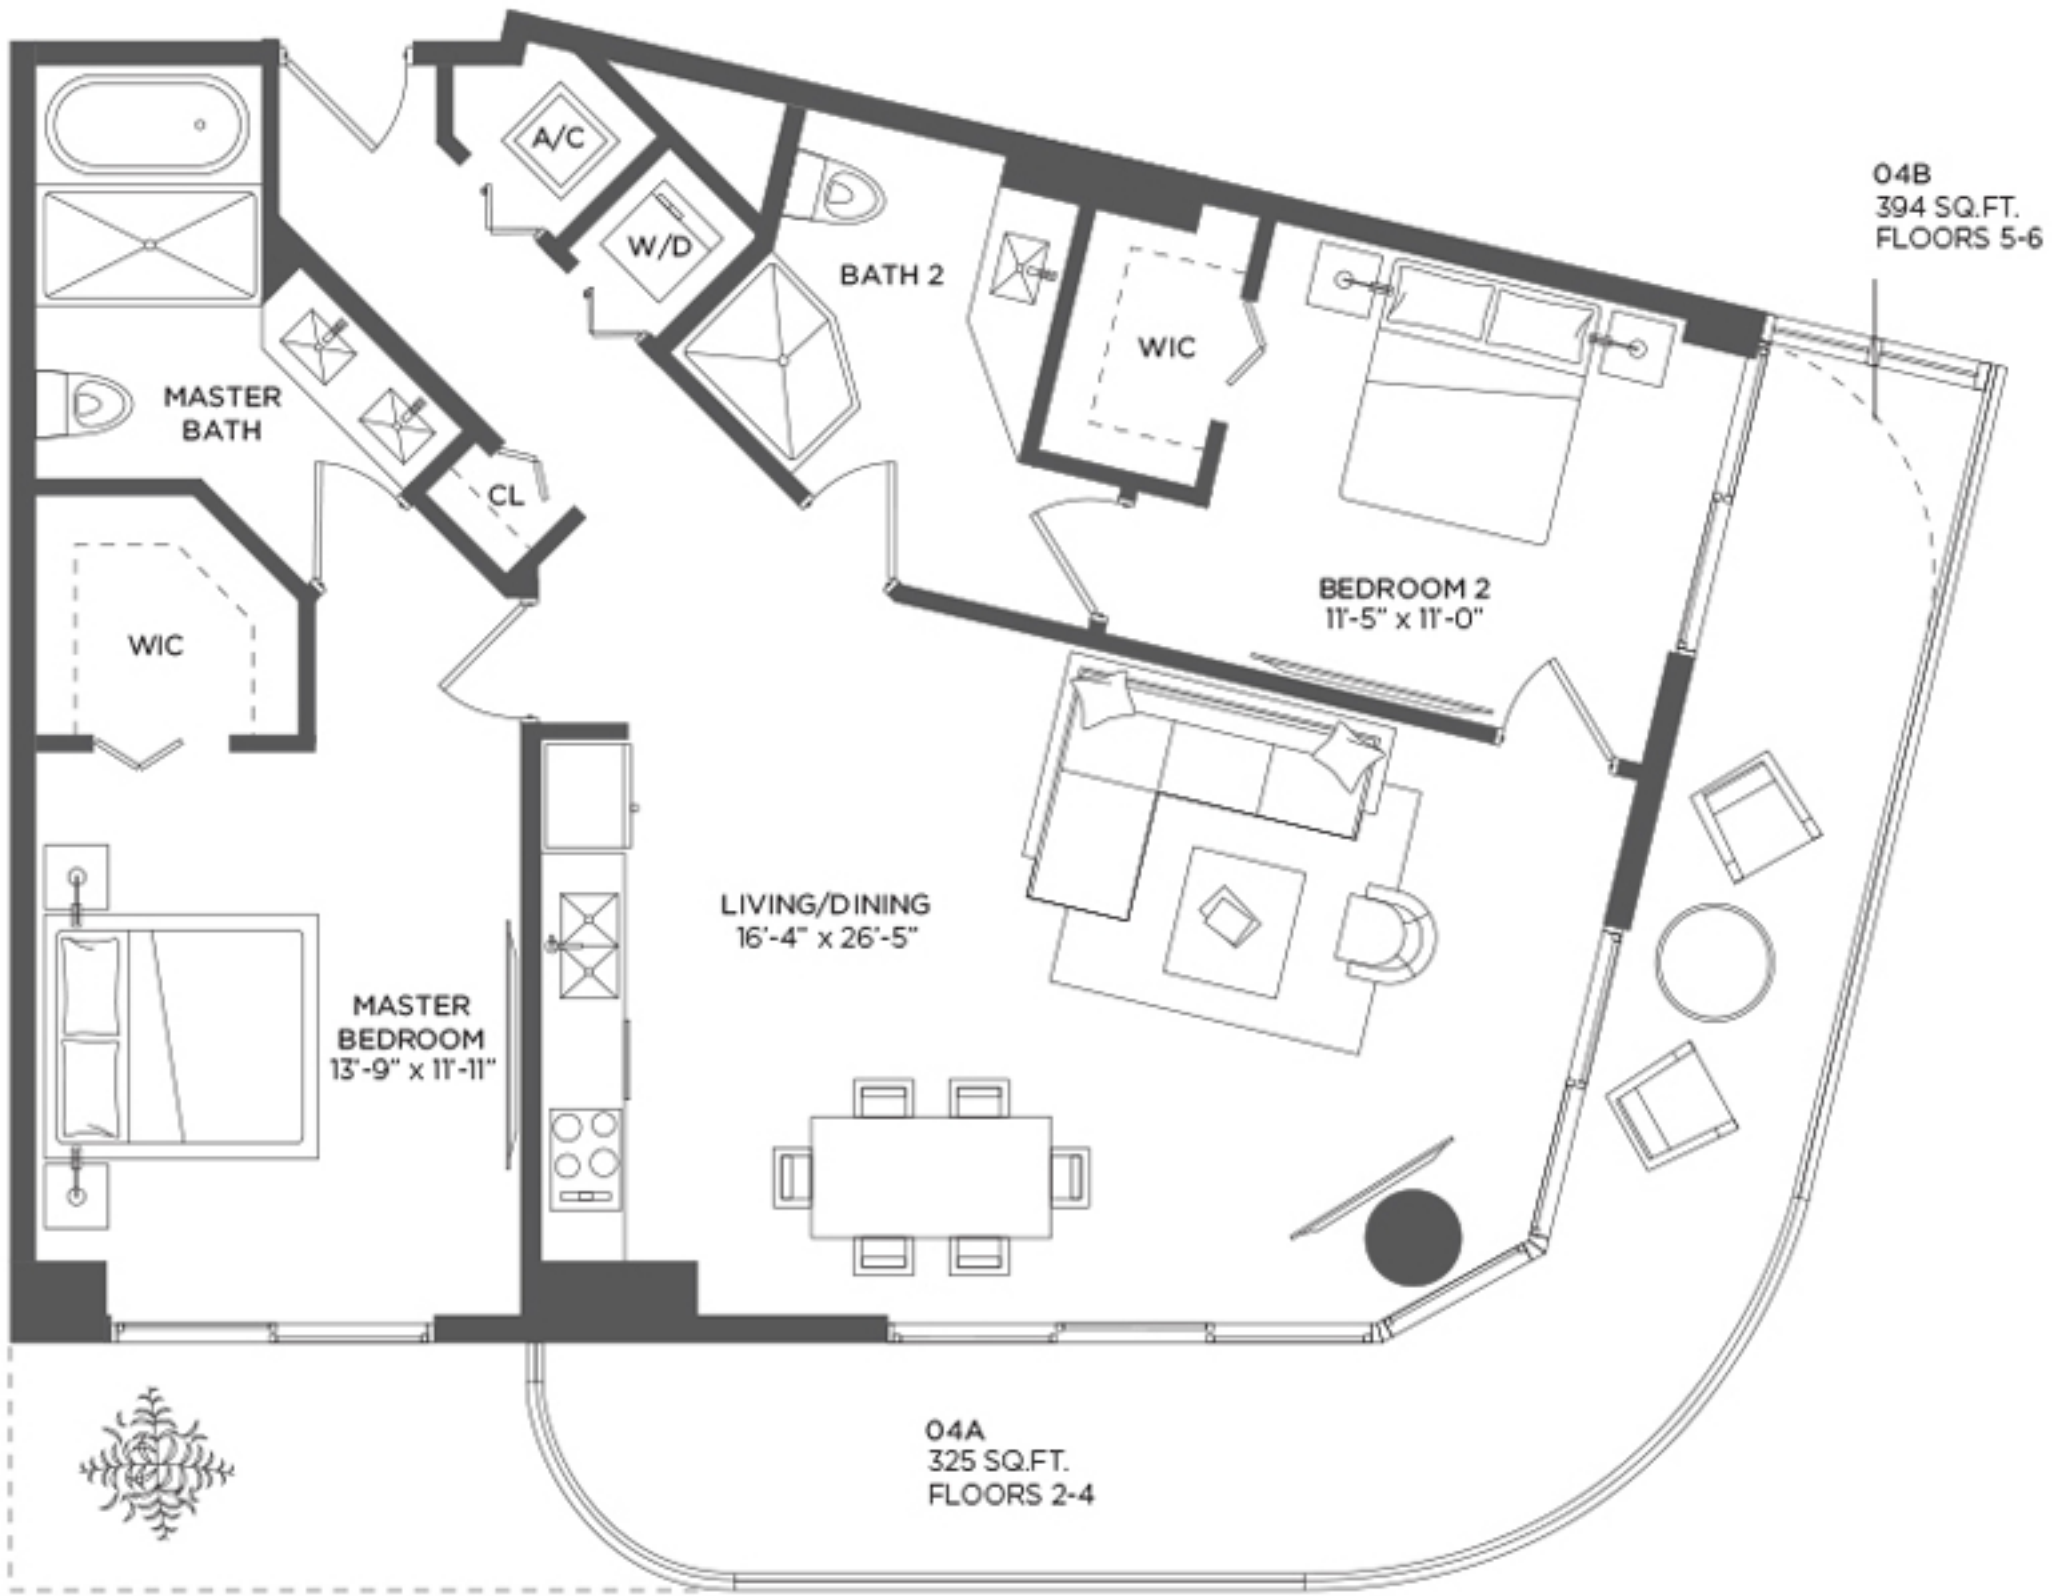 A/C
W/D
04B
394 SQ.FT.
FLOORS 5-6
BATH 2
WIC
MASTER
BATH
CL
BEDROOM 2
11'-5" x 11'-0"
WIC
LIVING/DINING
16'-4" x 26'-5"
MASTER
BEDROOM
13'-9" x 11'-11"
04A
325 SQ.FT.
FLOORS 2-4